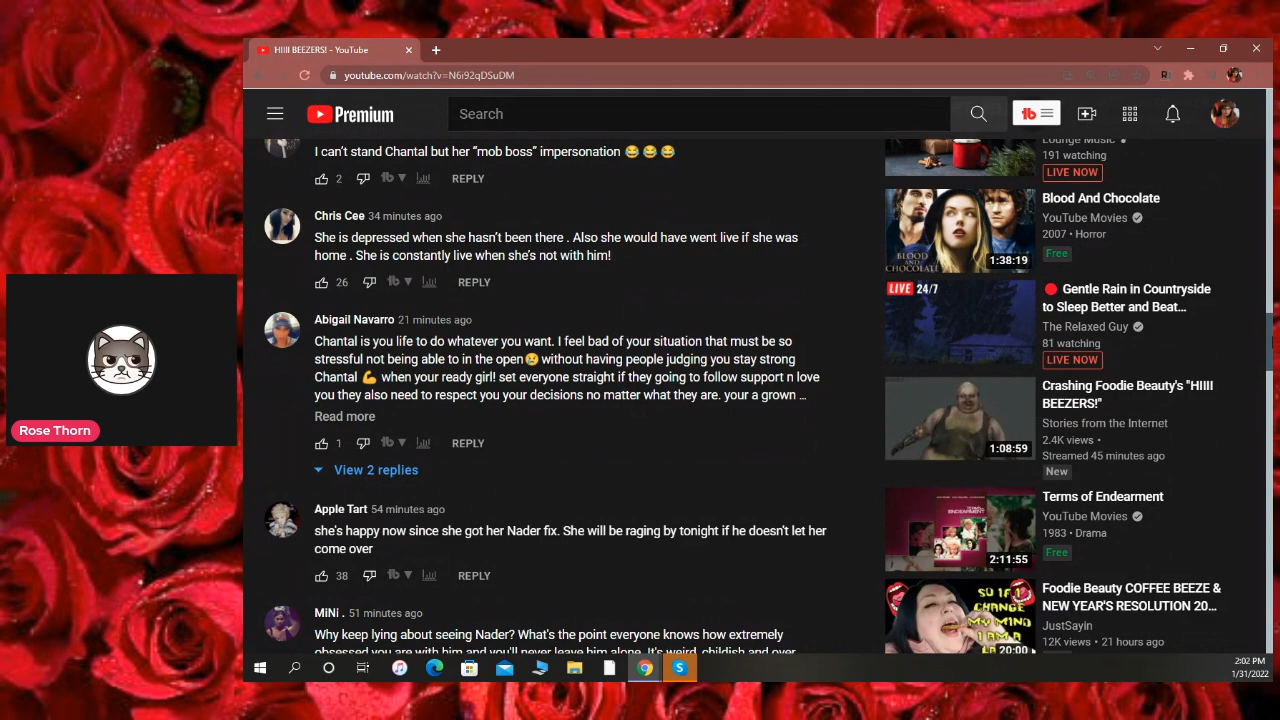 HIIII BEEZERS! - YouTube
youtube.com/watch?v=N6r92qDSuDM
Premium
Search
I can't stand Chantal but her “mob boss” impersonation 😂 😂 😂
2
REPLY
Chris Cee 34 minutes ago
She is depressed when she hasn't been there . Also she would have went live if she was
home . She is constantly live when she's not with him!
26
REPLY
Abigail Navarro 21 minutes ago
Chantal is you life to do whatever you want. I feel bad of your situation that must be so
stressful not being able to in the open😢 without having people judging you stay strong
Chantal 💪 when your ready girl! set everyone straight if they going to follow support n love
you they also need to respect you your decisions no matter what they are. your a grown ...
Read more
1
REPLY
View 2 replies
Apple Tart 54 minutes ago
she's happy now since she got her Nader fix. She will be raging by tonight if he doesn't let her
come over
38
REPLY
MiNi . 51 minutes ago
Why keep lying about seeing Nader? What's the point everyone knows how extremely
obsessed you are with him and you'll never leave him alone. It's weird, childish and over
Lounge Music
191 watching
LIVE NOW
BLOOD AND
CHOCOLATE
1:38:19
Blood And Chocolate
YouTube Movies
2007 • Horror
Free
LIVE 24/7
🔴 Gentle Rain in Countryside
to Sleep Better and Beat...
The Relaxed Guy
81 watching
LIVE NOW
1:08:59
Crashing Foodie Beauty's "HIIII
BEEZERS!"
Stories from the Internet
2.4K views •
Streamed 45 minutes ago
New
2:11:55
Terms of Endearment
YouTube Movies
1983 • Drama
Free
SO IF I
CHANGE
MY MIND
I AM A
20:00
Foodie Beauty COFFEE BEEZE &
NEW YEAR'S RESOLUTION 20...
JustSayin
12K views • 21 hours ago
Rose Thorn
2:02 PM
1/31/2022